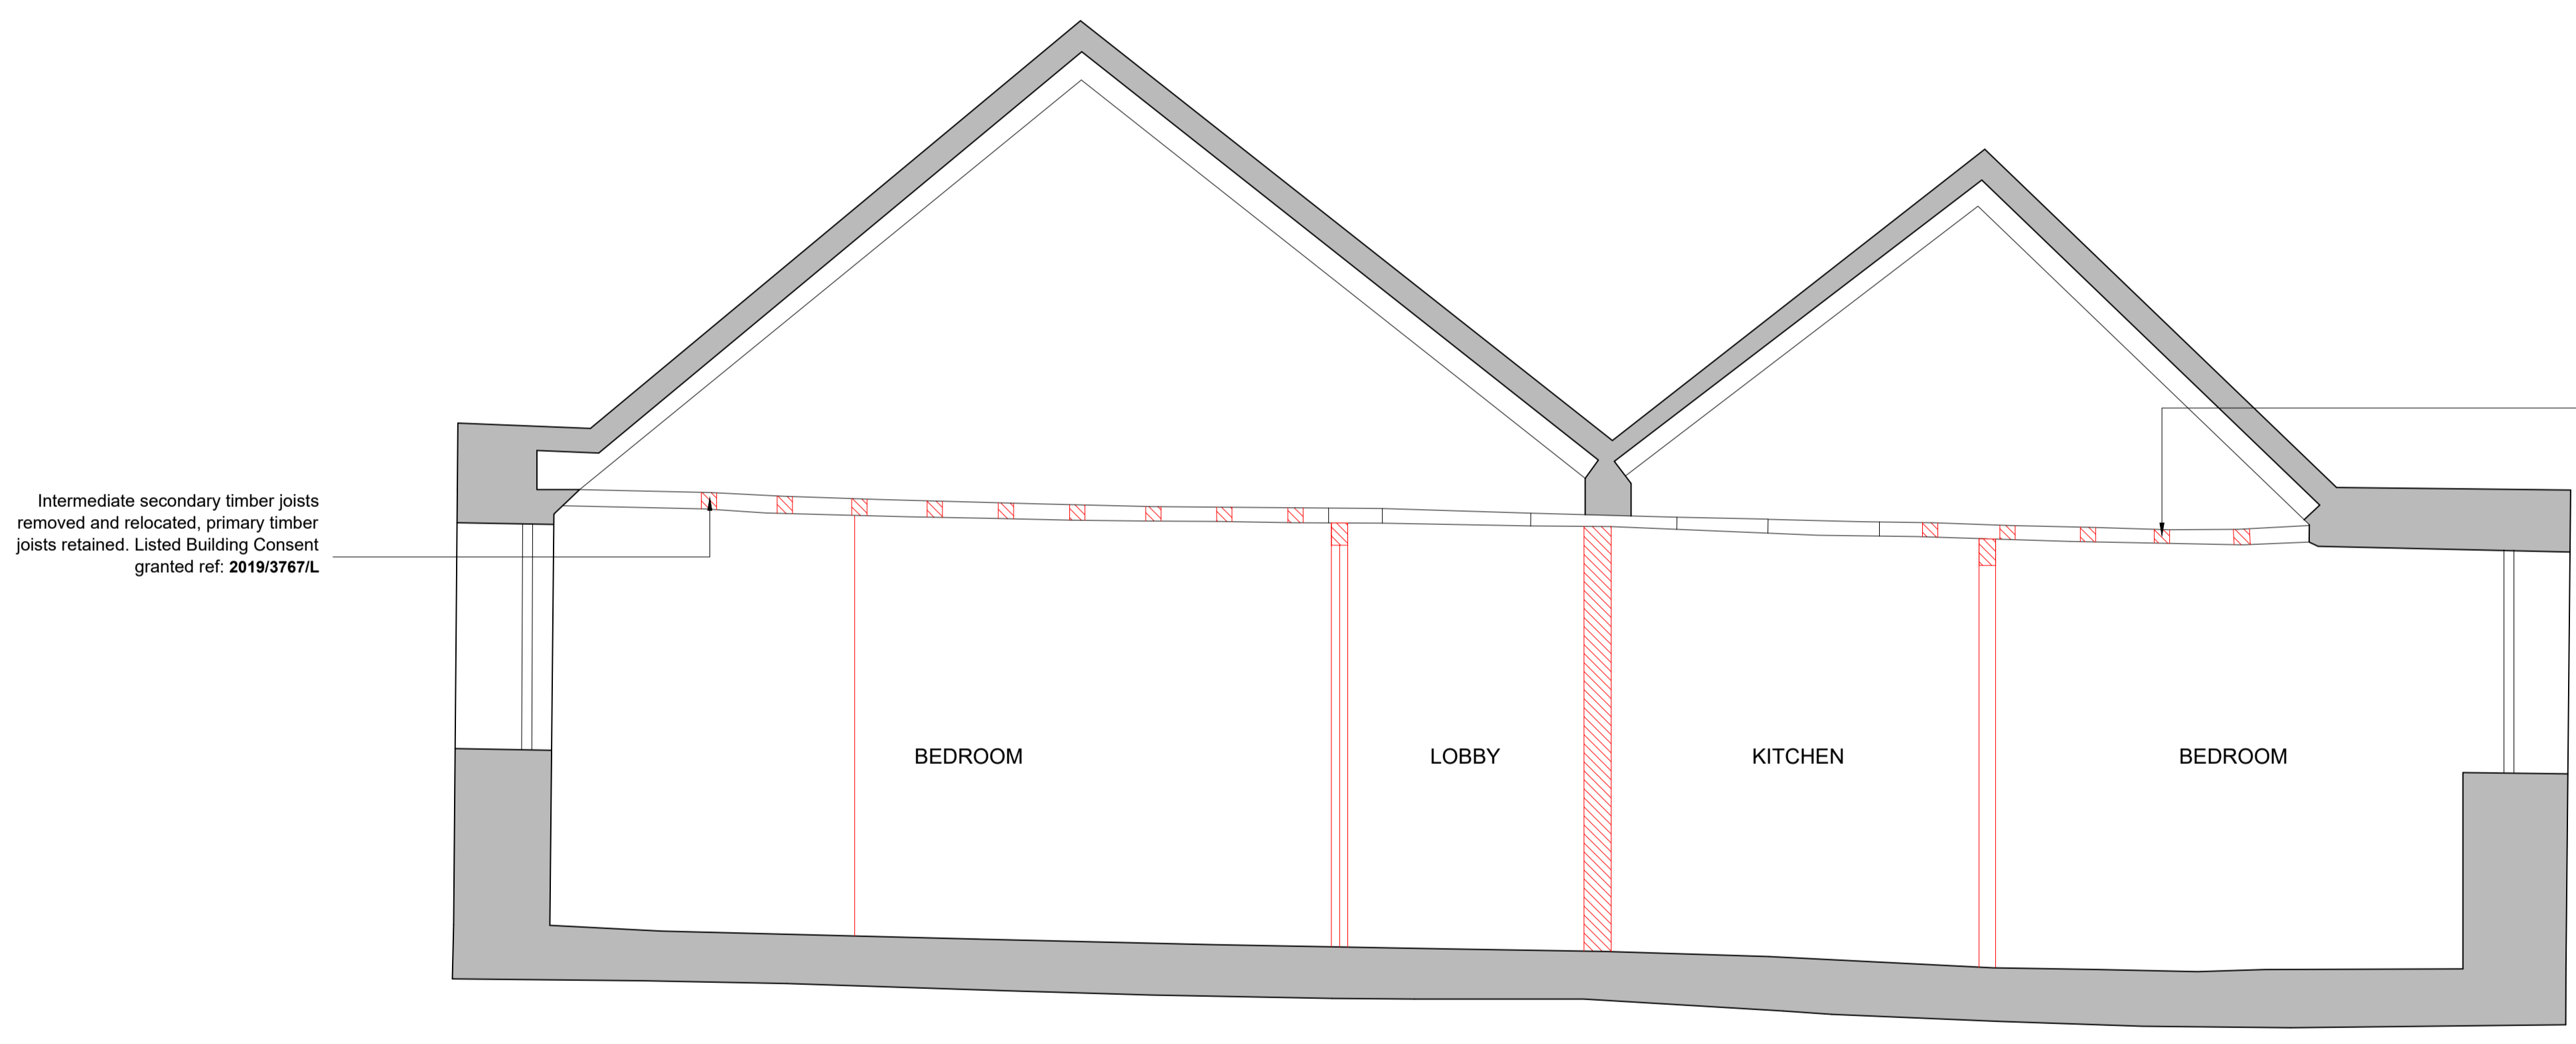 Intermediate secondary timber joists
removed and relocated, primary timber
joists retained. Listed Building Consent
granted ref: 2019/3767/L
BEDROOM
LOBBY
KITCHEN
BEDROOM